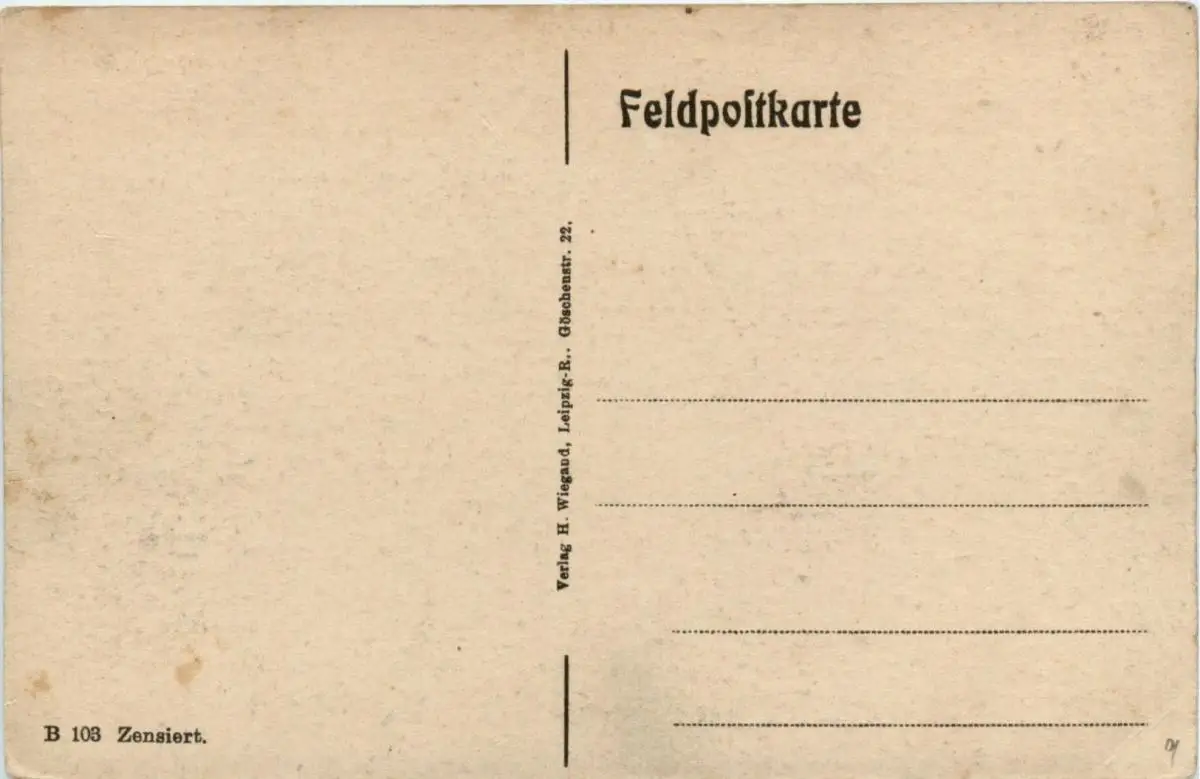 Feldpoſtkarte
Verlag H. Wiegand, Leipzig-R., Göschenstr. 22.
B 103 Zensiert.